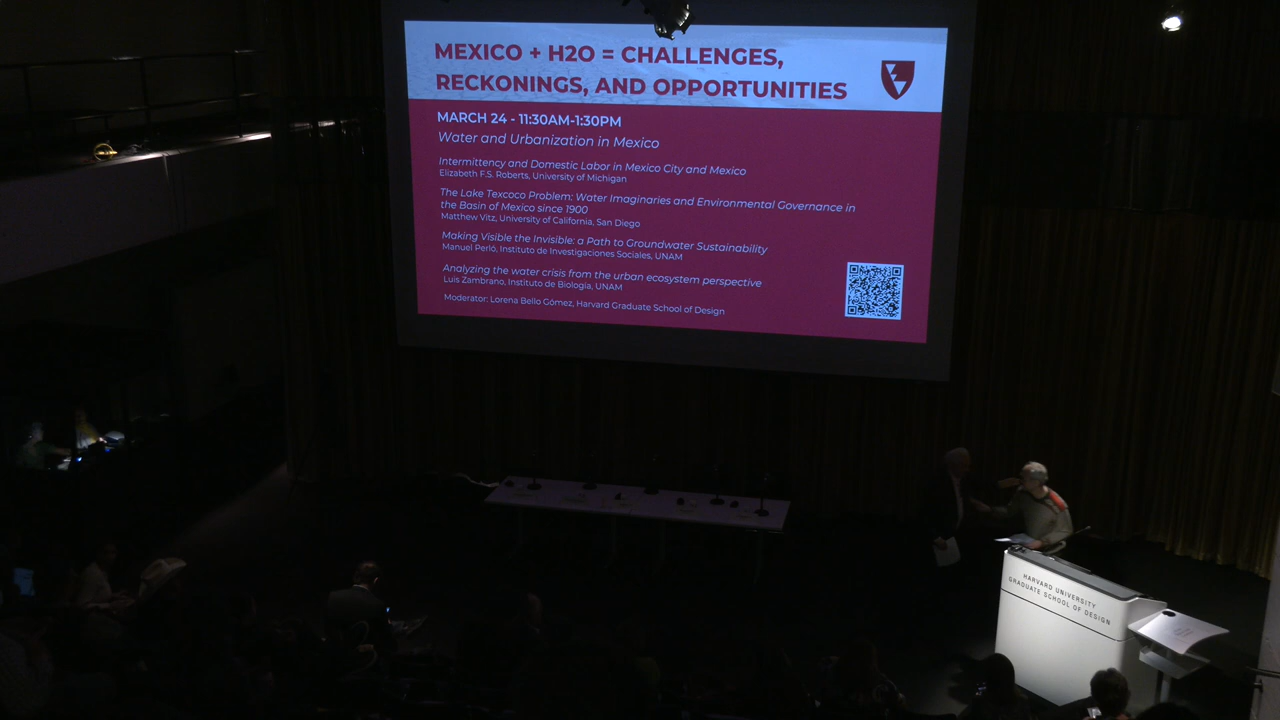 MEXICO + H2O = CHALLENGES,
RECKONINGS, AND OPPORTUNITIES
MARCH 24 - 11:30AM-1:30PM
Water and Urbanization in Mexico
Intermittency and Domestic Labor in Mexico City and Mexico
Elizabeth F.S. Roberts, University of Michigan
The Lake Texcoco Problem: Water Imaginaries and Environmental Governance in
the Basin of Mexico since 1900
Matthew Vitz, University of California, San Diego
Making Visible the Invisible: a Path to Groundwater Sustainability
Manuel Perló, Instituto de Investigaciones Sociales, UNAM
Analyzing the water crisis from the urban ecosystem perspective
Luis Zambrano, Instituto de Biología, UNAM
Moderator: Lorena Bello Gómez, Harvard Graduate School of Design
HARVARD UNIVERSITY
GRADUATE SCHOOL OF DESIGN